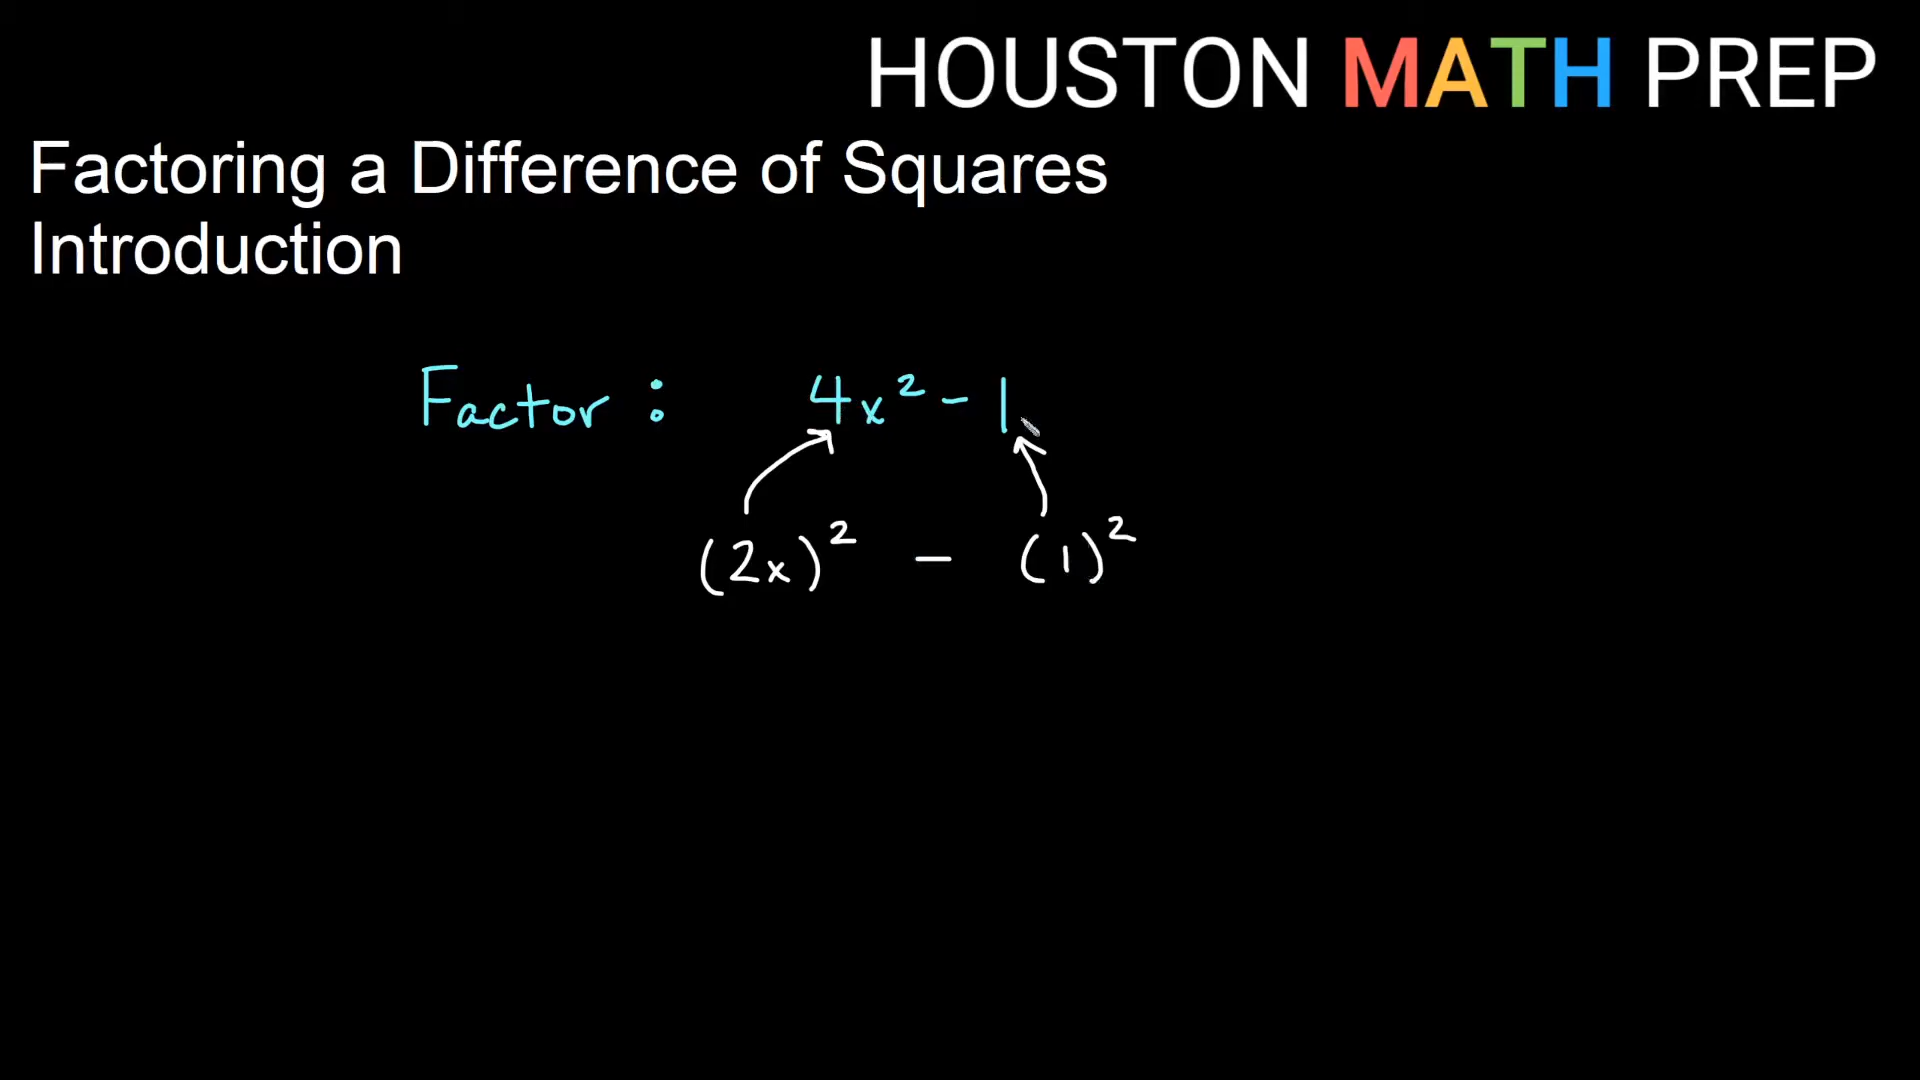 HOUSTON MATH PREP
Factoring a Difference of Squares
Introduction
Factor : 4x² - 1
(2x)² - (1)²